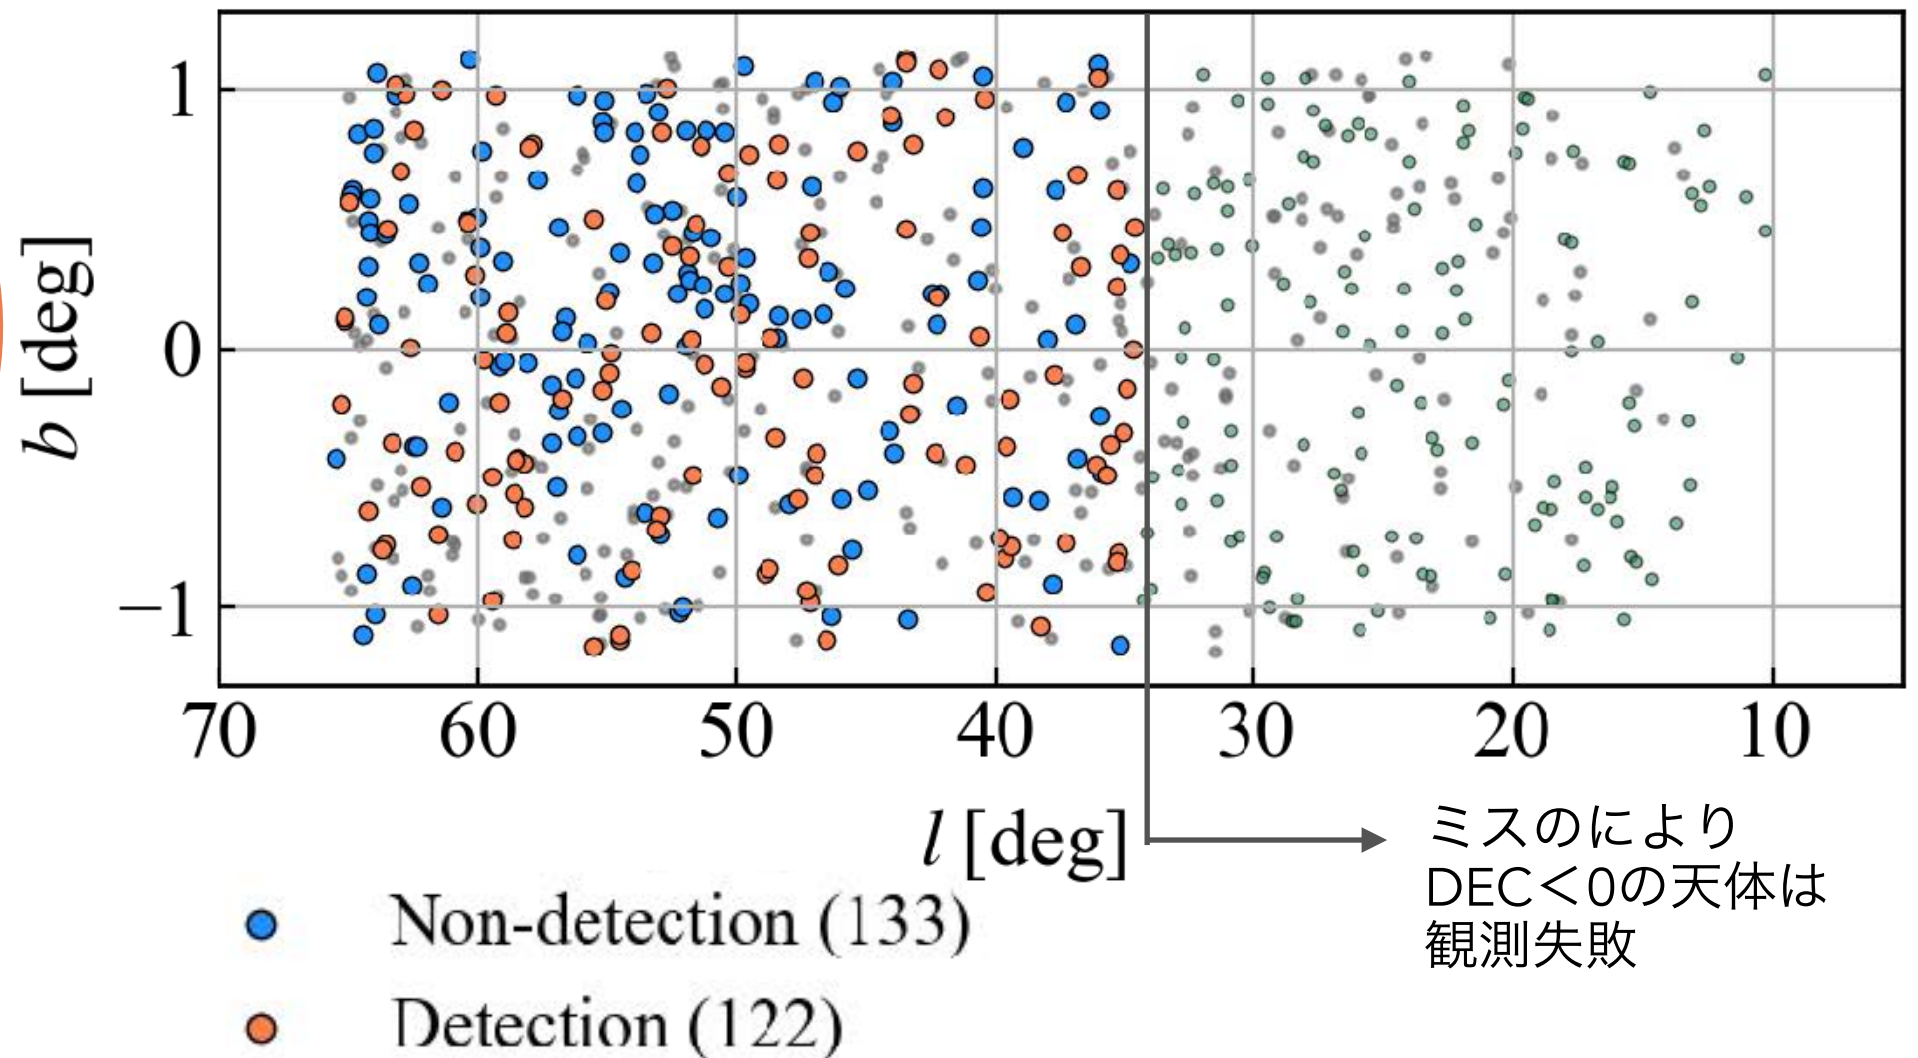 1
0
−1
b [deg]
70 60 50 40 30 20 10
l [deg]
ミスのにより
DEC<0の天体は
観測失敗
Non-detection (133)
Detection (122)